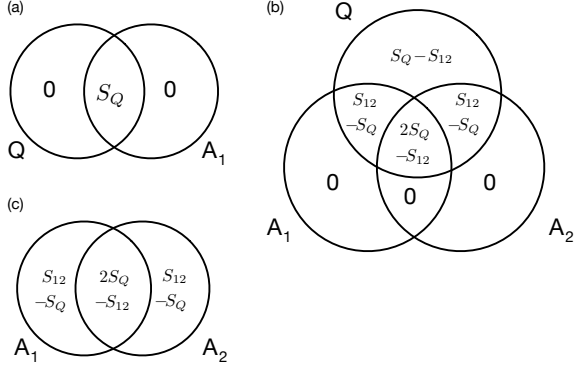 (a)
0
S_Q
0
Q
A_1
(b)
Q
S_Q – S_12
S_12
–S_Q
S_12
–S_Q
2S_Q
–S_12
0
0
0
A_1
A_2
(c)
S_12
–S_Q
2S_Q
–S_12
S_12
–S_Q
A_1
A_2